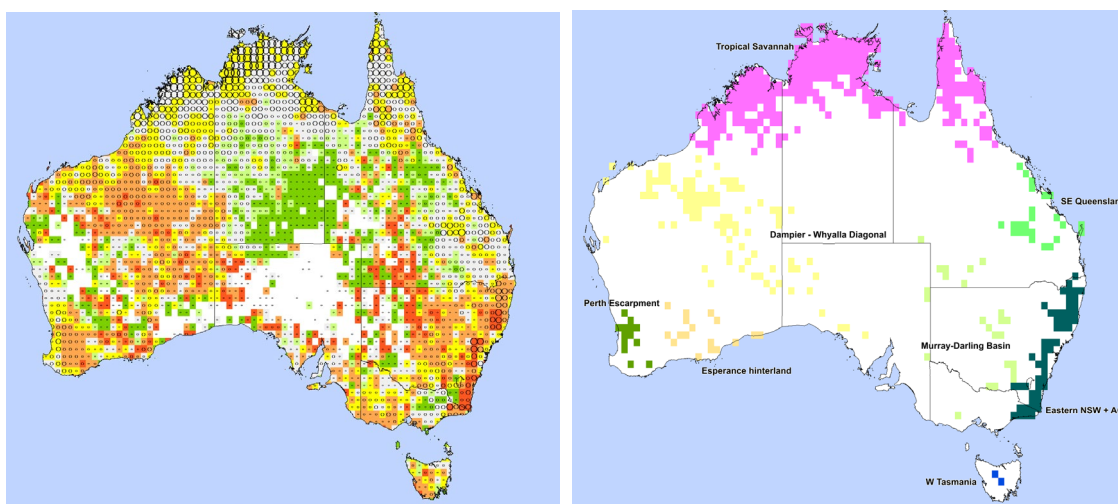 Tropical Savannah
SE Queenslan
Dampier - Whyalla Diagonal
Perth Escarpment
Murray-Darling Basin
Esperance hinterland
Eastern NSW + A
W Tasmania